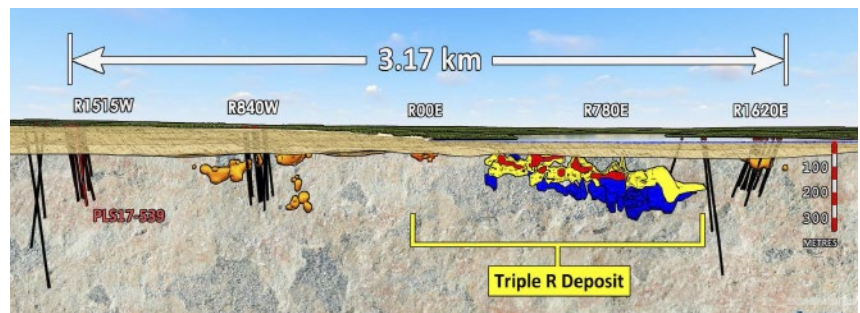 3.17 km
R1515W
R840W
R00E
R780E
R1620E
100
200
300
METRES
PLS17-539
Triple R Deposit